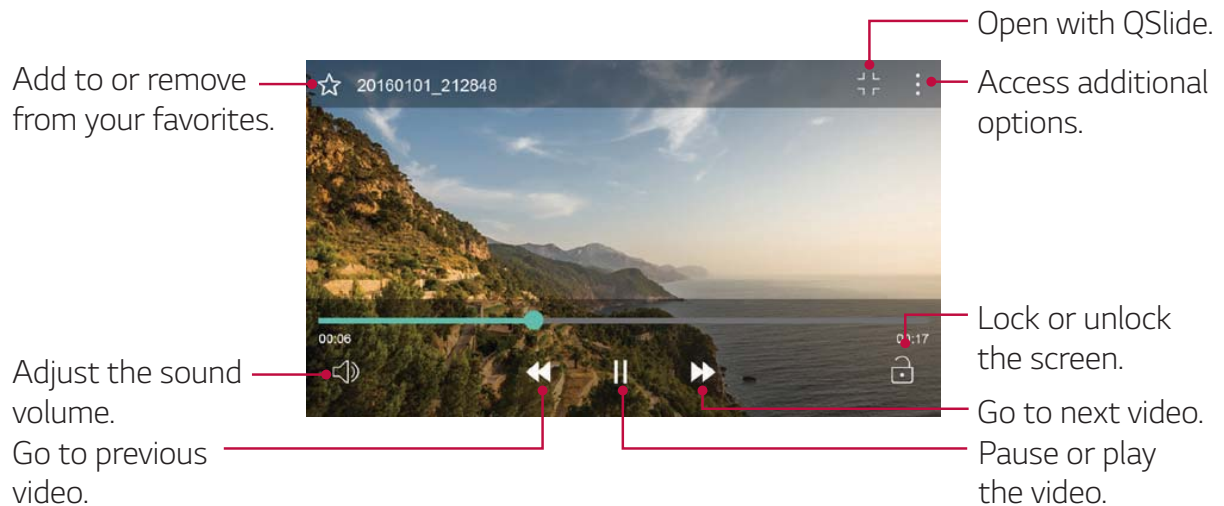 Open with QSlide.
Add to or remove
from your favorites.
20160101_212848
Access additional
options.
00:06
00:17
Lock or unlock
the screen.
Adjust the sound
volume.
Go to next video.
Go to previous
video.
Pause or play
the video.